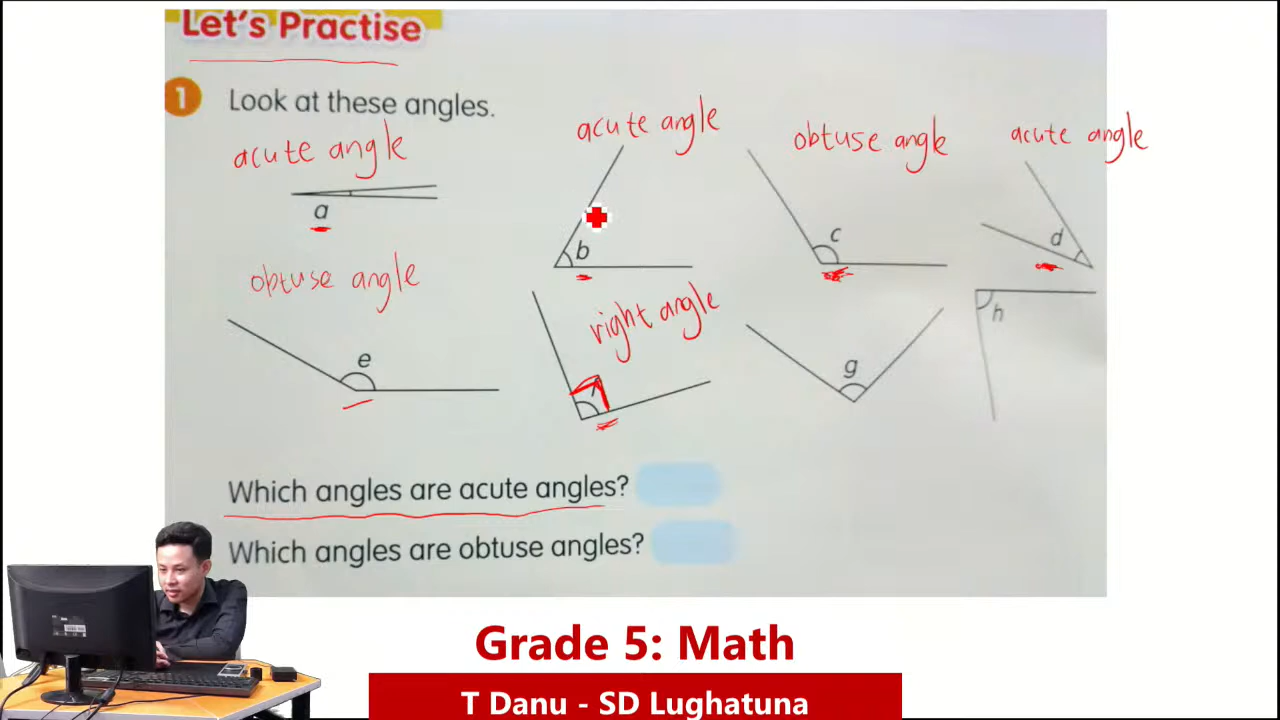 Let's Practise
1 Look at these angles.
acute angle
acute angle
obtuse angle
acute angle
a
b
c
d
obtuse angle
right angle
e
g
h
Which angles are acute angles?
Which angles are obtuse angles?
Grade 5: Math
T Danu - SD Lughatuna